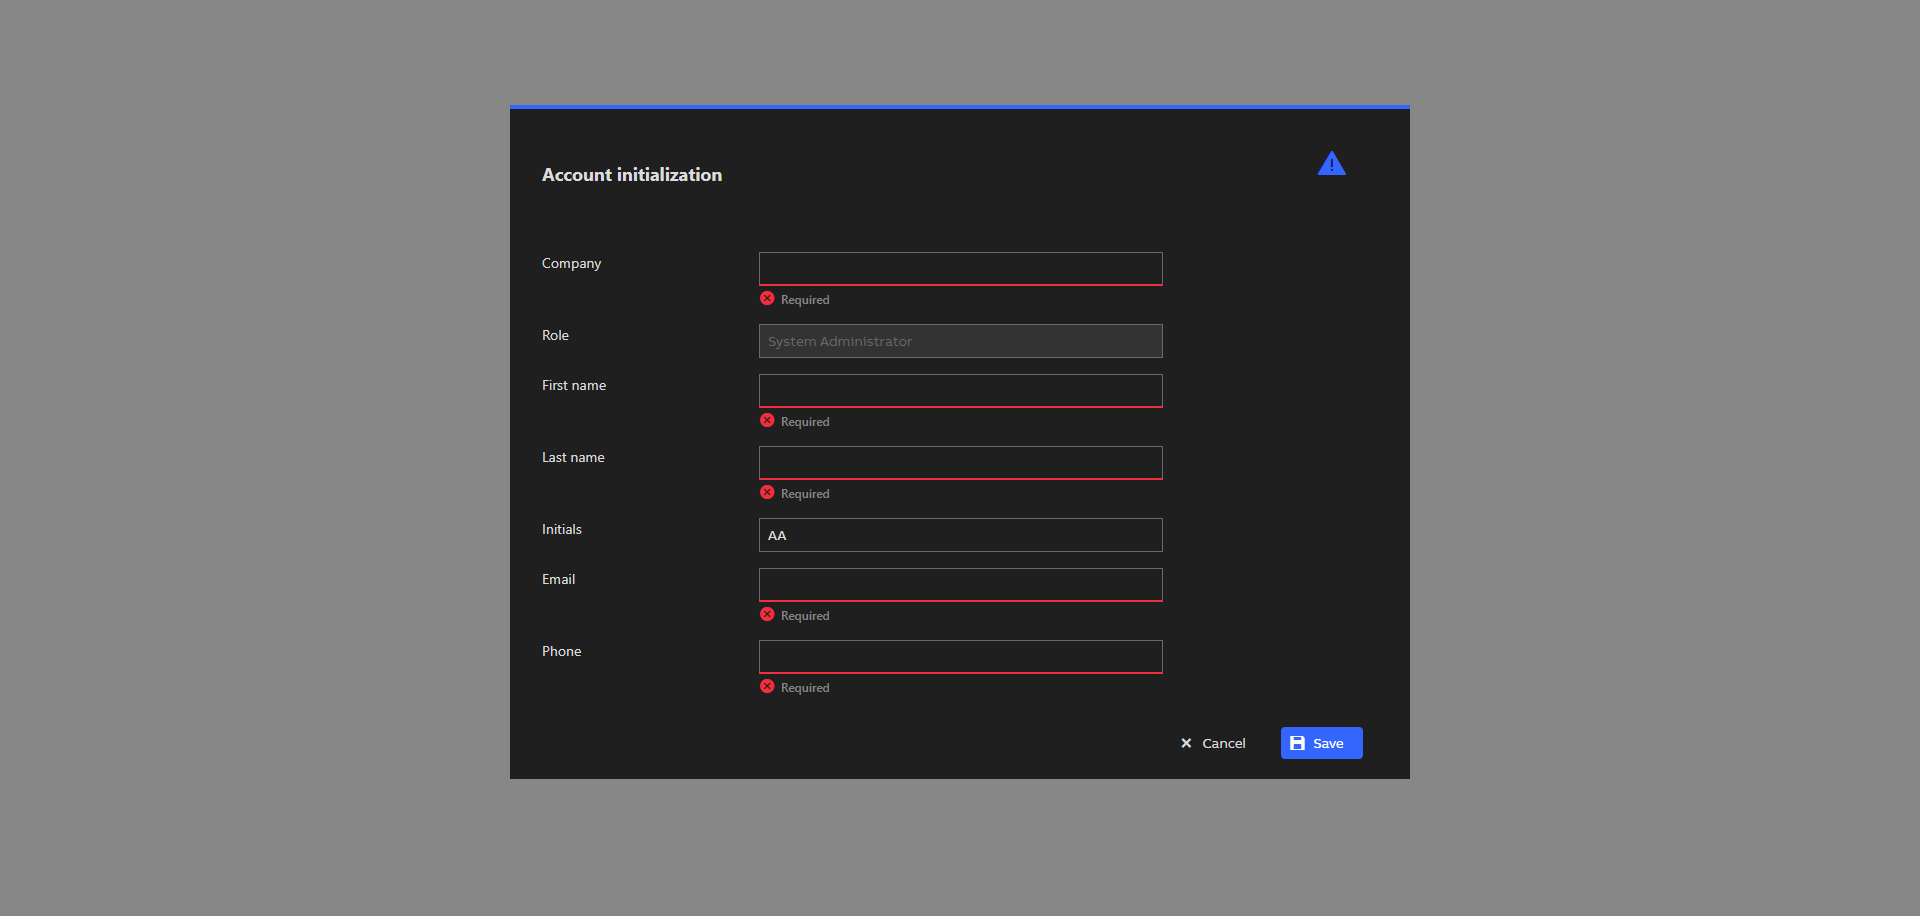 Account initialization
Company
Required
Role
System Administrator
First name
Required
Last name
Required
Initials
AA
Email
Required
Phone
Required
Cancel
Save